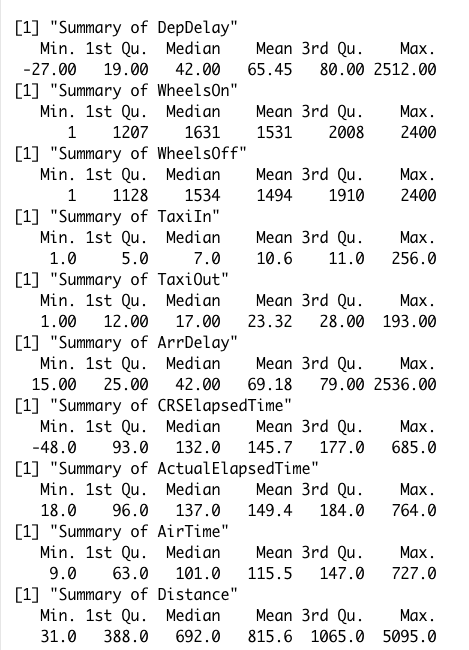 [1] "Summary of DepDelay"
Min. 1st Qu. Median Mean 3rd Qu. Max.
-27.00 19.00 42.00 65.45 80.00 2512.00
[1] "Summary of WheelsOn"
Min. 1st Qu. Median Mean 3rd Qu. Max.
1 1207 1631 1531 2008 2400
[1] "Summary of WheelsOff"
Min. 1st Qu. Median Mean 3rd Qu. Max.
1 1128 1534 1494 1910 2400
[1] "Summary of TaxiIn"
Min. 1st Qu. Median Mean 3rd Qu. Max.
1.0 5.0 7.0 10.6 11.0 256.0
[1] "Summary of TaxiOut"
Min. 1st Qu. Median Mean 3rd Qu. Max.
1.00 12.00 17.00 23.32 28.00 193.00
[1] "Summary of ArrDelay"
Min. 1st Qu. Median Mean 3rd Qu. Max.
15.00 25.00 42.00 69.18 79.00 2536.00
[1] "Summary of CRSElapsedTime"
Min. 1st Qu. Median Mean 3rd Qu. Max.
-48.0 93.0 132.0 145.7 177.0 685.0
[1] "Summary of ActualElapsedTime"
Min. 1st Qu. Median Mean 3rd Qu. Max.
18.0 96.0 137.0 149.4 184.0 764.0
[1] "Summary of AirTime"
Min. 1st Qu. Median Mean 3rd Qu. Max.
9.0 63.0 101.0 115.5 147.0 727.0
[1] "Summary of Distance"
Min. 1st Qu. Median Mean 3rd Qu. Max.
31.0 388.0 692.0 815.6 1065.0 5095.0